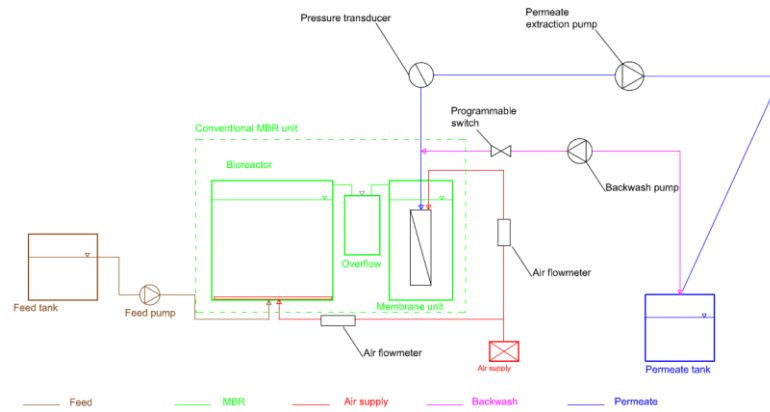 Pressure transducer
Permeate
extraction pump
Programmable
switch
Conventional MBR unit
Bioreactor
Backwash pump
Overflow
Air flowmeter
Feed tank
Feed pump
Membrane unit
Air flowmeter
Air supply
Permeate tank
Feed
MBR
Air supply
Backwash
Permeate